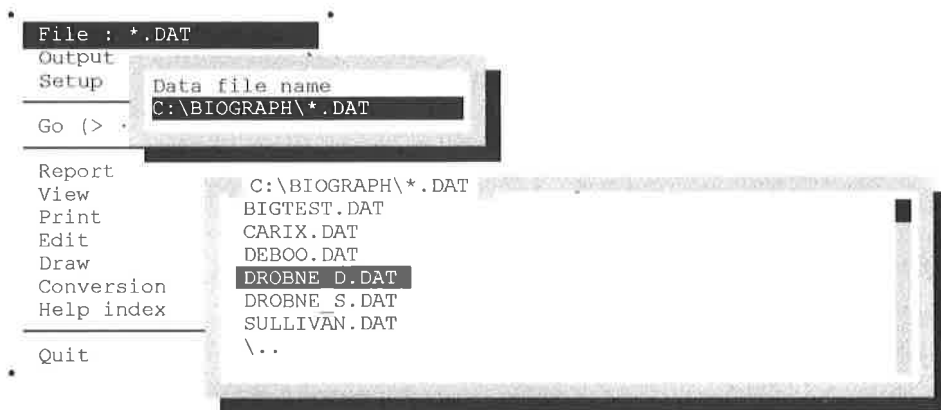 File : *.DAT
Output
Setup
Data file name
C:\BIOGRAPH\*.DAT
Go (>
Report
View
Print
Edit
Draw
Conversion
Help index
Quit
C:\BIOGRAPH\*.DAT
BIGTEST.DAT
CARIX.DAT
DEBOO.DAT
DROBNE_D.DAT
DROBNE_S.DAT
SULLIVAN.DAT
\..